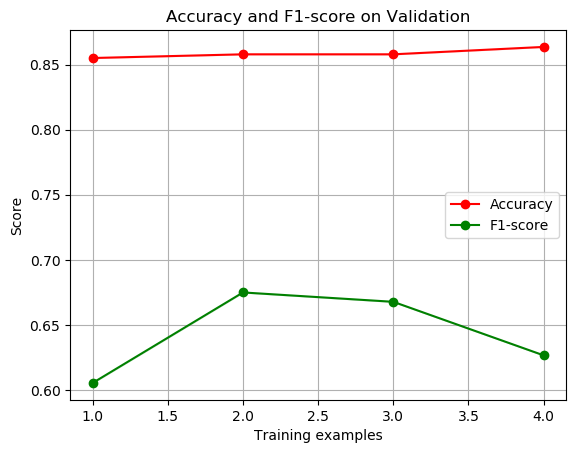 Accuracy and F1-score on Validation
Score
0.85
0.80
0.75
0.70
0.65
0.60
Accuracy
F1-score
1.0 1.5 2.0 2.5 3.0 3.5 4.0
Training examples